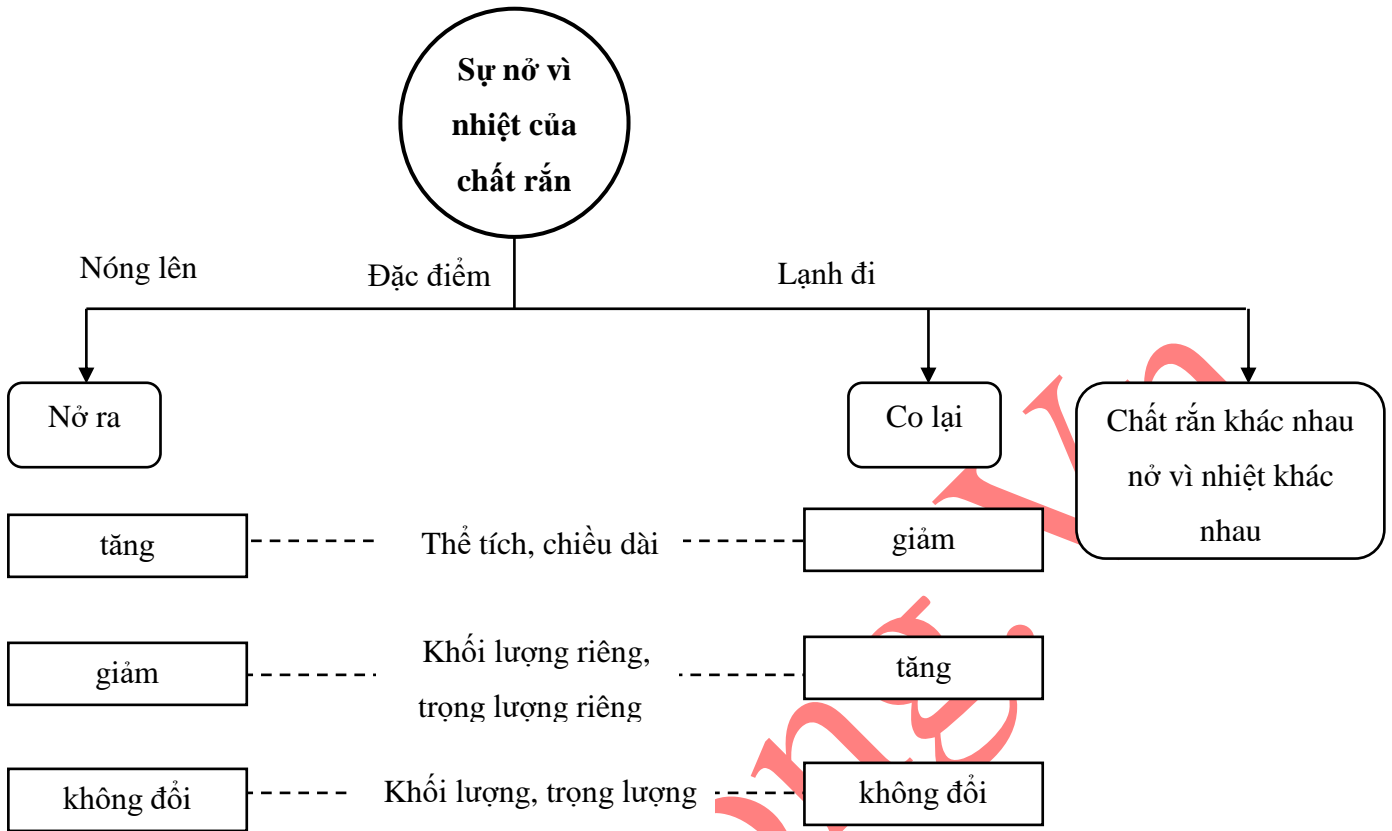 Sự nở vì
nhiệt của
chất rắn
Nóng lên
Đặc điểm
Lạnh đi
Nở ra
Co lại
Chất rắn khác nhau
nở vì nhiệt khác
nhau
tăng
Thể tích, chiều dài
giảm
giảm
Khối lượng riêng,
trọng lượng riêng
tăng
không đổi
Khối lượng, trọng lượng
không đổi